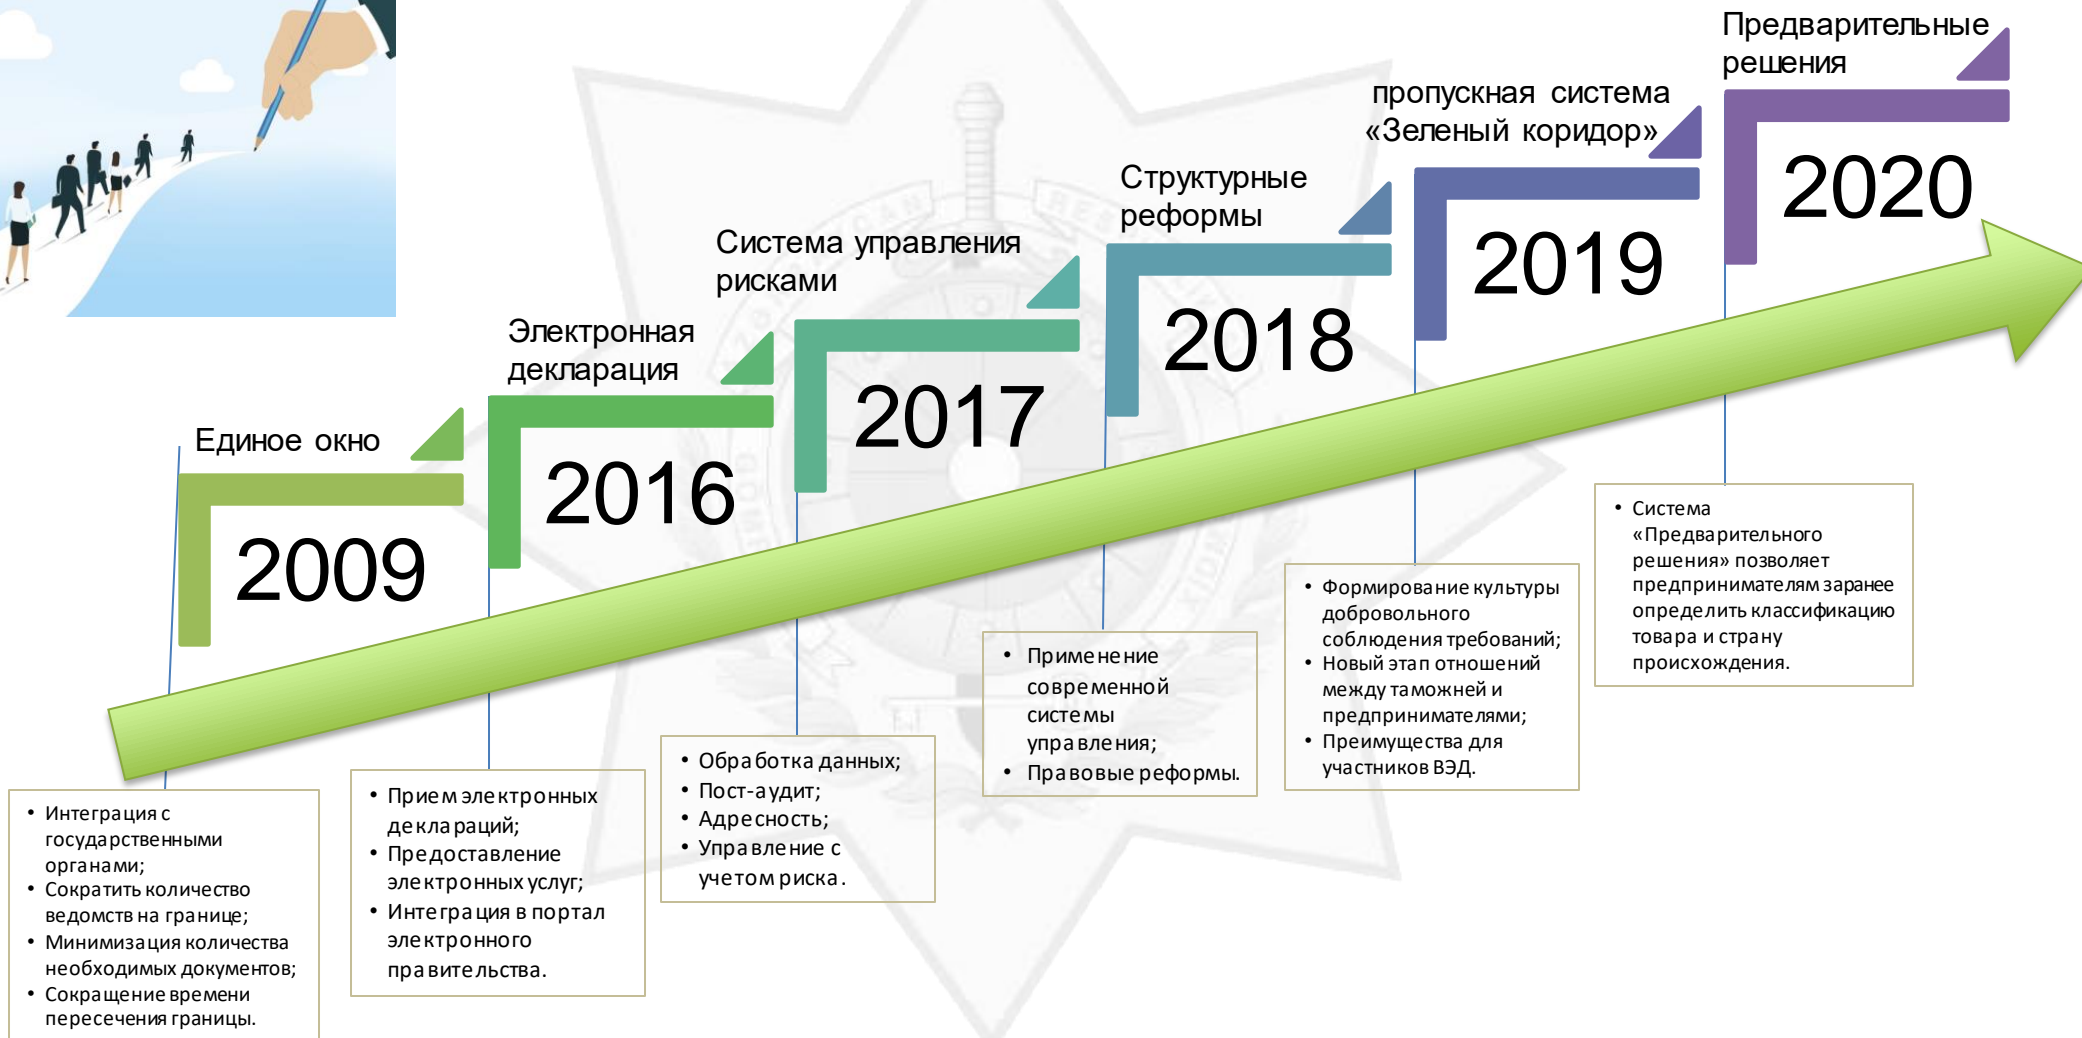 Единое окно
2009
• Интеграция с
государственными
органами;
• Сократить количество
ведомств на границе;
• Минимизация количества
необходимых документов;
• Сокращение времени
пересечения границы.
Электронная
декларация
2016
• Прием электронных
деклараций;
• Предоставление
электронных услуг;
• Интеграция в портал
электронного
правительства.
Система управления
рисками
2017
• Обработка данных;
• Пост-аудит;
• Адресность;
• Управление с
учетом риска.
Структурные
реформы
2018
• Применение
современной
системы
управления;
• Правовые реформы.
пропускная система
«Зеленый коридор»
2019
• Формирование культуры
добровольного
соблюдения требований;
• Новый этап отношений
между таможней и
предпринимателями;
• Преимущества для
участников ВЭД.
Предварительные
решения
2020
• Система
«Предварительного
решения» позволяет
предпринимателям заранее
определить классификацию
товара и страну
происхождения.